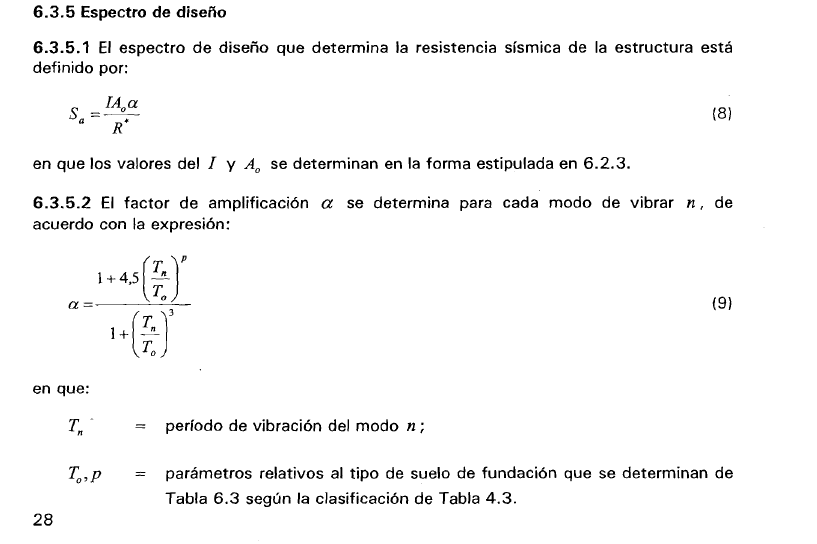 6.3.5 Espectro de diseño
6.3.5.1 El espectro de diseño que determina la resistencia sísmica de la estructura está
definido por:
S_a = IA_oα / R* (8)
en que los valores del I y A_o se determinan en la forma estipulada en 6.2.3.
6.3.5.2 El factor de amplificación α se determina para cada modo de vibrar n, de
acuerdo con la expresión:
α = (1 + 4,5 (T_n / T_o)^p) / (1 + (T_n / T_o)^3) (9)
en que:
T_n = período de vibración del modo n;
T_o, p = parámetros relativos al tipo de suelo de fundación que se determinan de
Tabla 6.3 según la clasificación de Tabla 4.3.
28